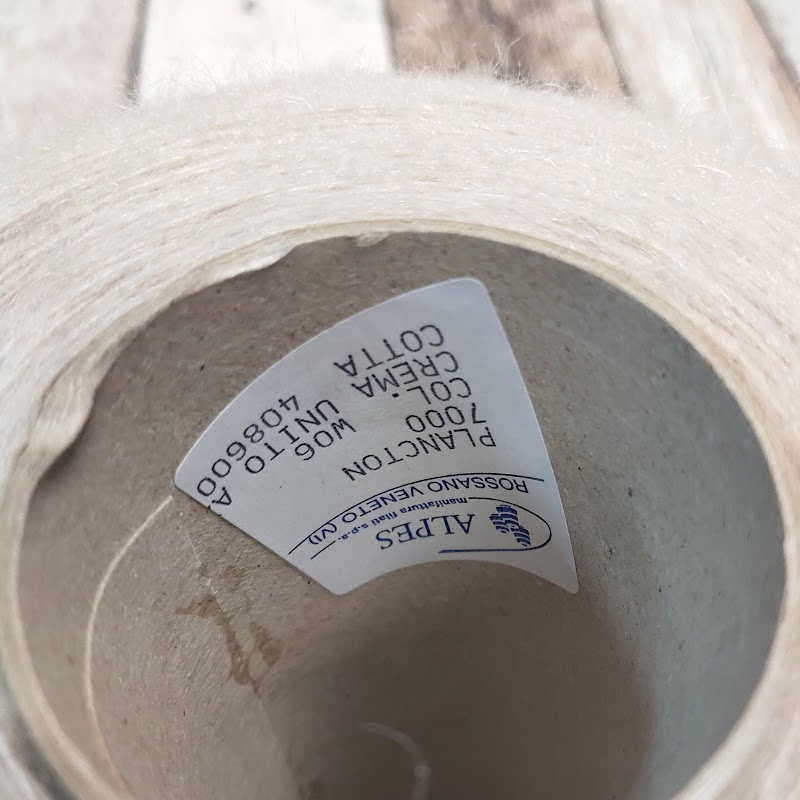 ALPES
manifattura filati s.p.a.
ROSSANO VENETO (VI)
PLANCTON
7000 W06
COL. UNITO A
CREMA 408600
COTTA